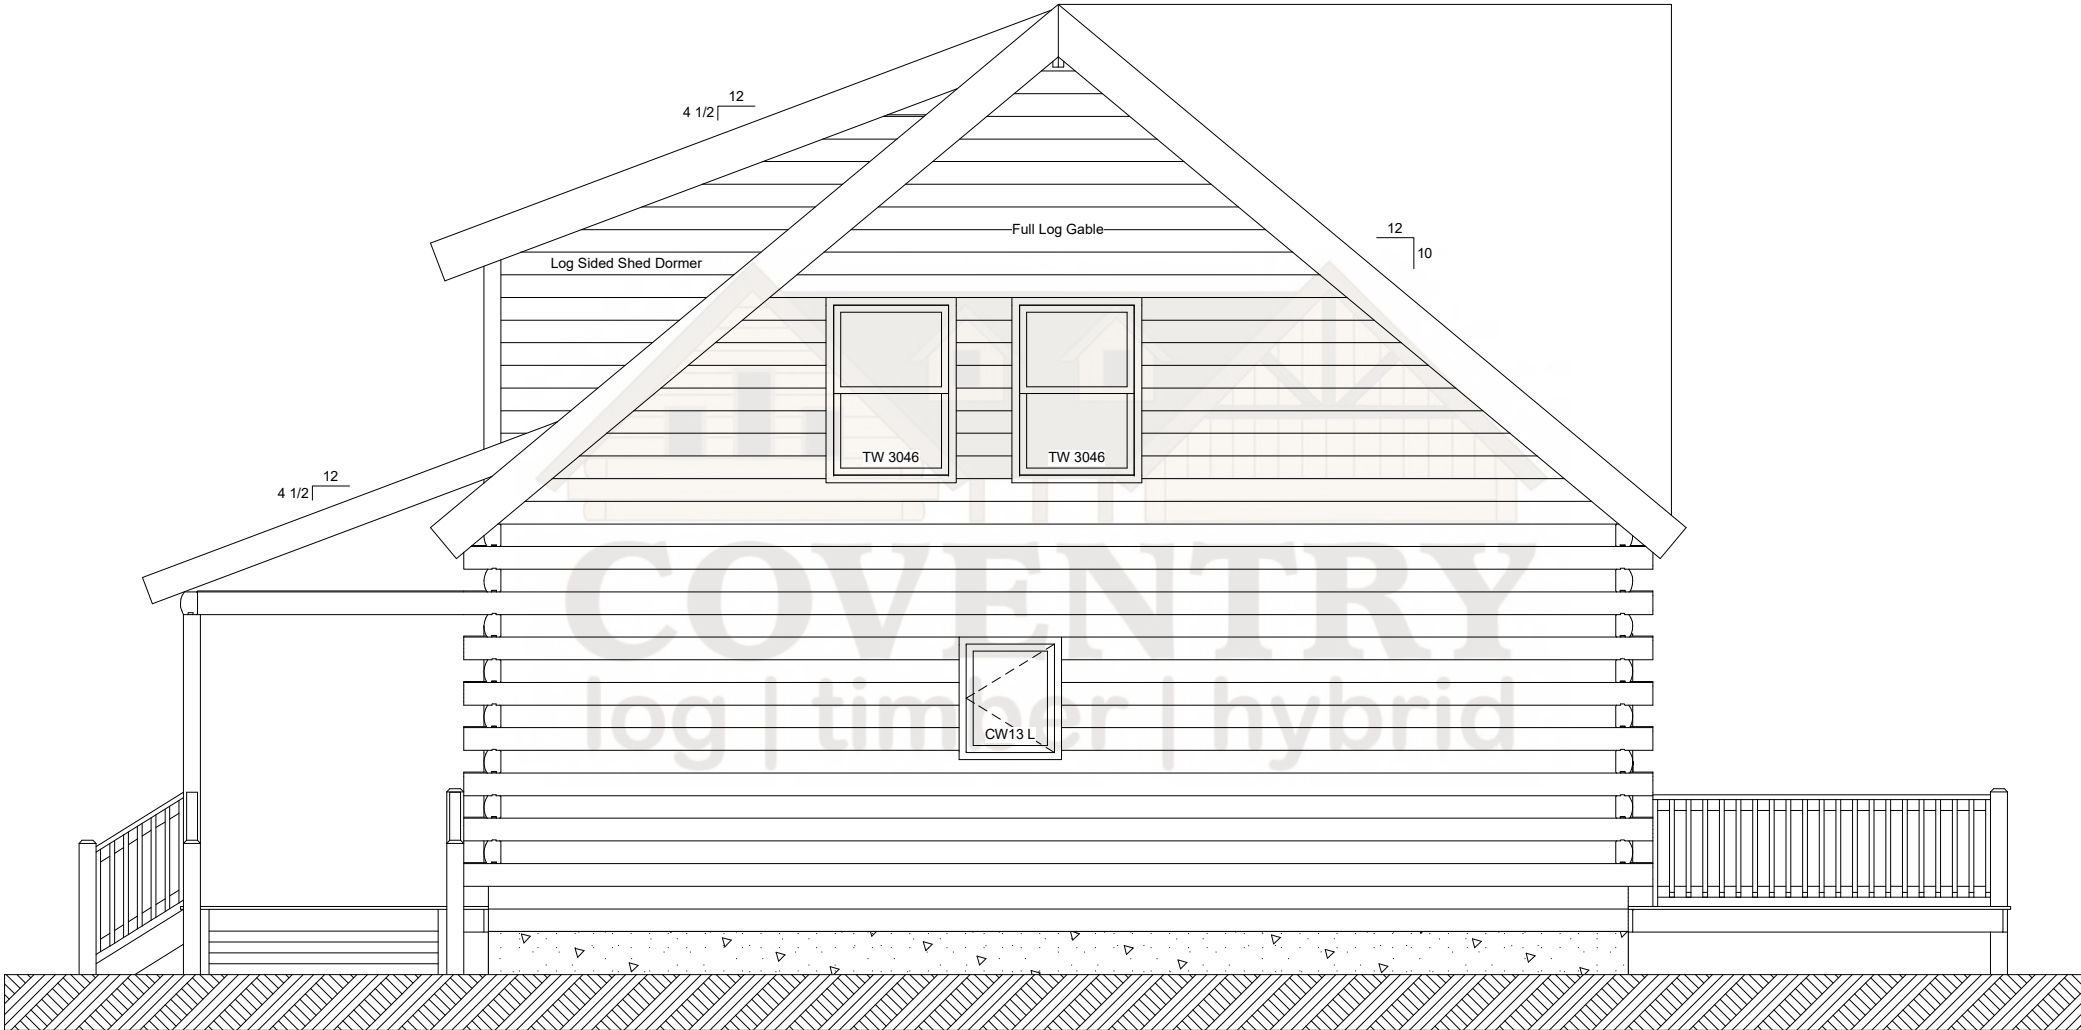 12
4 1/2
Full Log Gable
12
10
Log Sided Shed Dormer
TW 3046
TW 3046
12
4 1/2
COVENTRY
log | timber | hybrid
CW13 L